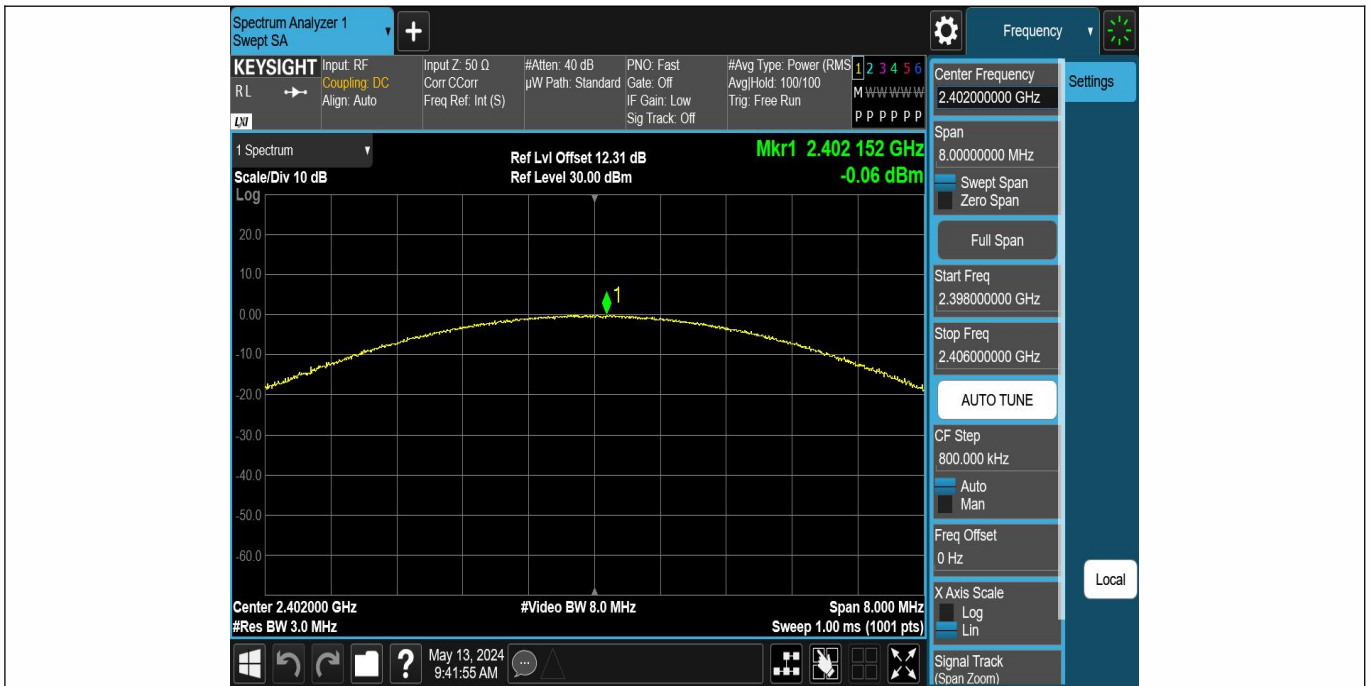 Spectrum Analyzer 1
Swept SA
Frequency
KEYSIGHT
RL
LXI
Input: RF
Coupling: DC
Align: Auto
Input Z: 50 Ω
Corr CCorr
Freq Ref: Int (S)
#Atten: 40 dB
µW Path: Standard
PNO: Fast
Gate: Off
IF Gain: Low
Sig Track: Off
#Avg Type: Power (RMS
Avg|Hold: 100/100
Trig: Free Run
1 2 3 4 5 6
M W W W W W
P P P P P P
1 Spectrum
Scale/Div 10 dB
Ref Lvl Offset 12.31 dB
Ref Level 30.00 dBm
Mkr1 2.402 152 GHz
-0.06 dBm
Log
20.0
10.0
0.00
-10.0
-20.0
-30.0
-40.0
-50.0
-60.0
1
Center 2.402000 GHz
#Res BW 3.0 MHz
#Video BW 8.0 MHz
Span 8.000 MHz
Sweep 1.00 ms (1001 pts)
Center Frequency
2.402000000 GHz
Settings
Span
8.00000000 MHz
Swept Span
Zero Span
Full Span
Start Freq
2.398000000 GHz
Stop Freq
2.406000000 GHz
AUTO TUNE
CF Step
800.000 kHz
Auto
Man
Freq Offset
0 Hz
X Axis Scale
Log
Lin
Signal Track
(Span Zoom)
Local
?
May 13, 2024
9:41:55 AM